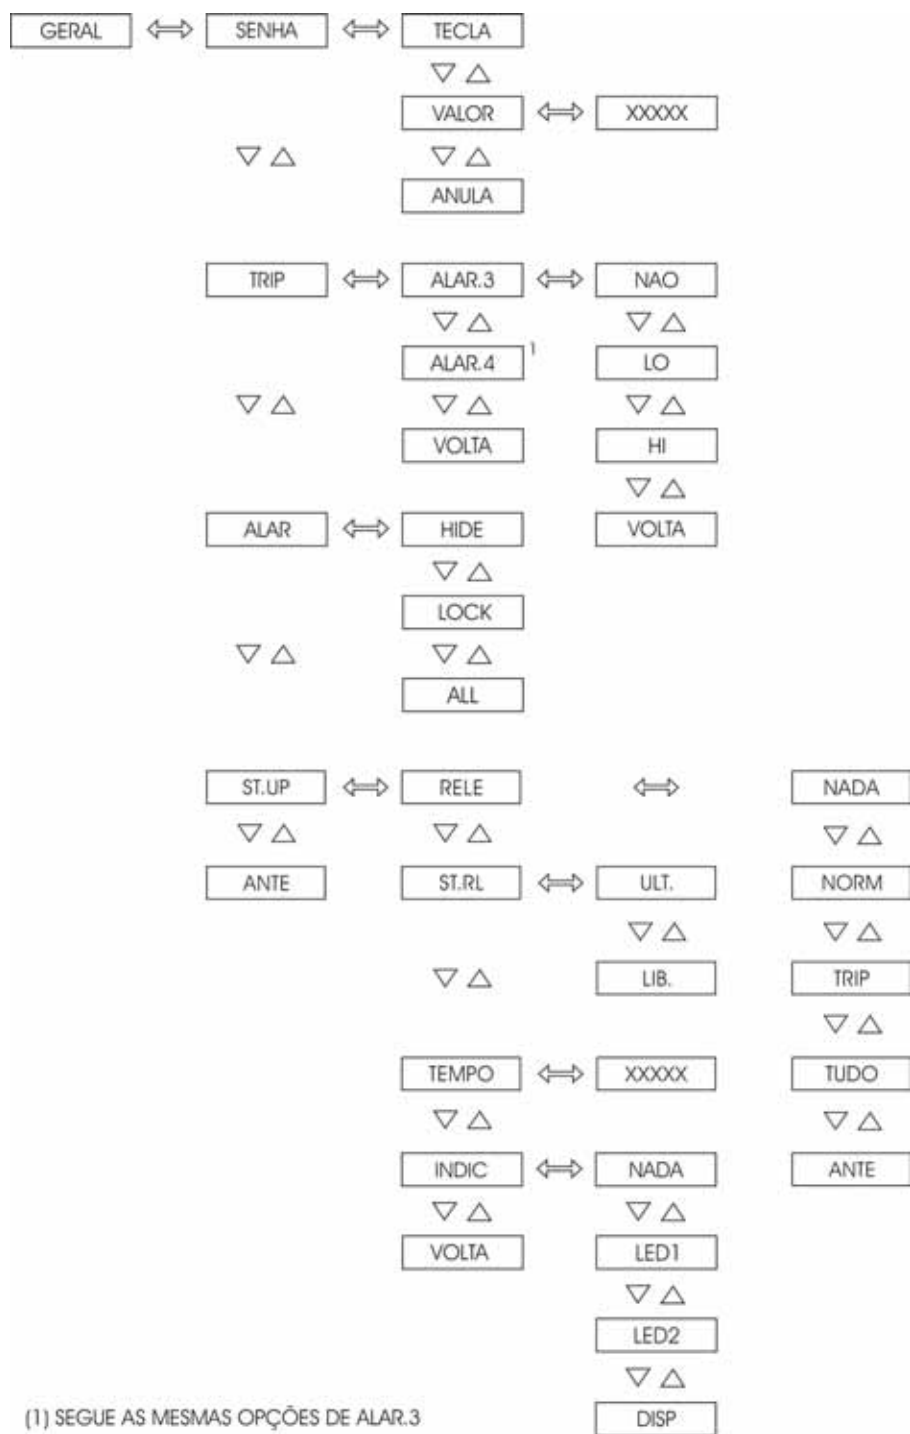 GERAL SENHA TECLA
VALOR XXXXX
ANULA
TRIP ALAR.3 NAO
ALAR.4 1 LO
VOLTA HI
ALAR HIDE VOLTA
LOCK
ALL
ST.UP RELE NADA
ANTE ST.RL ULT. NORM
LIB. TRIP
TEMPO XXXXX TUDO
INDIC NADA ANTE
VOLTA LED1
LED2
(1) SEGUE AS MESMAS OPÇÕES DE ALAR.3 DISP